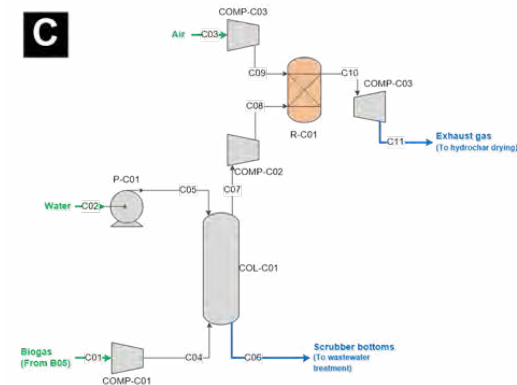 C
COMP-C03
Air
C03
C09
C10
COMP-C03
R-C01
C08
C11
Exhaust gas
(To hydrochar drying)
COMP-C02
P-C01
C05
C07
Water
C02
COL-C01
Biogas
(From B05)
C01
C04
C06
Scrubber bottoms
(To wastewater
treatment)
COMP-C01